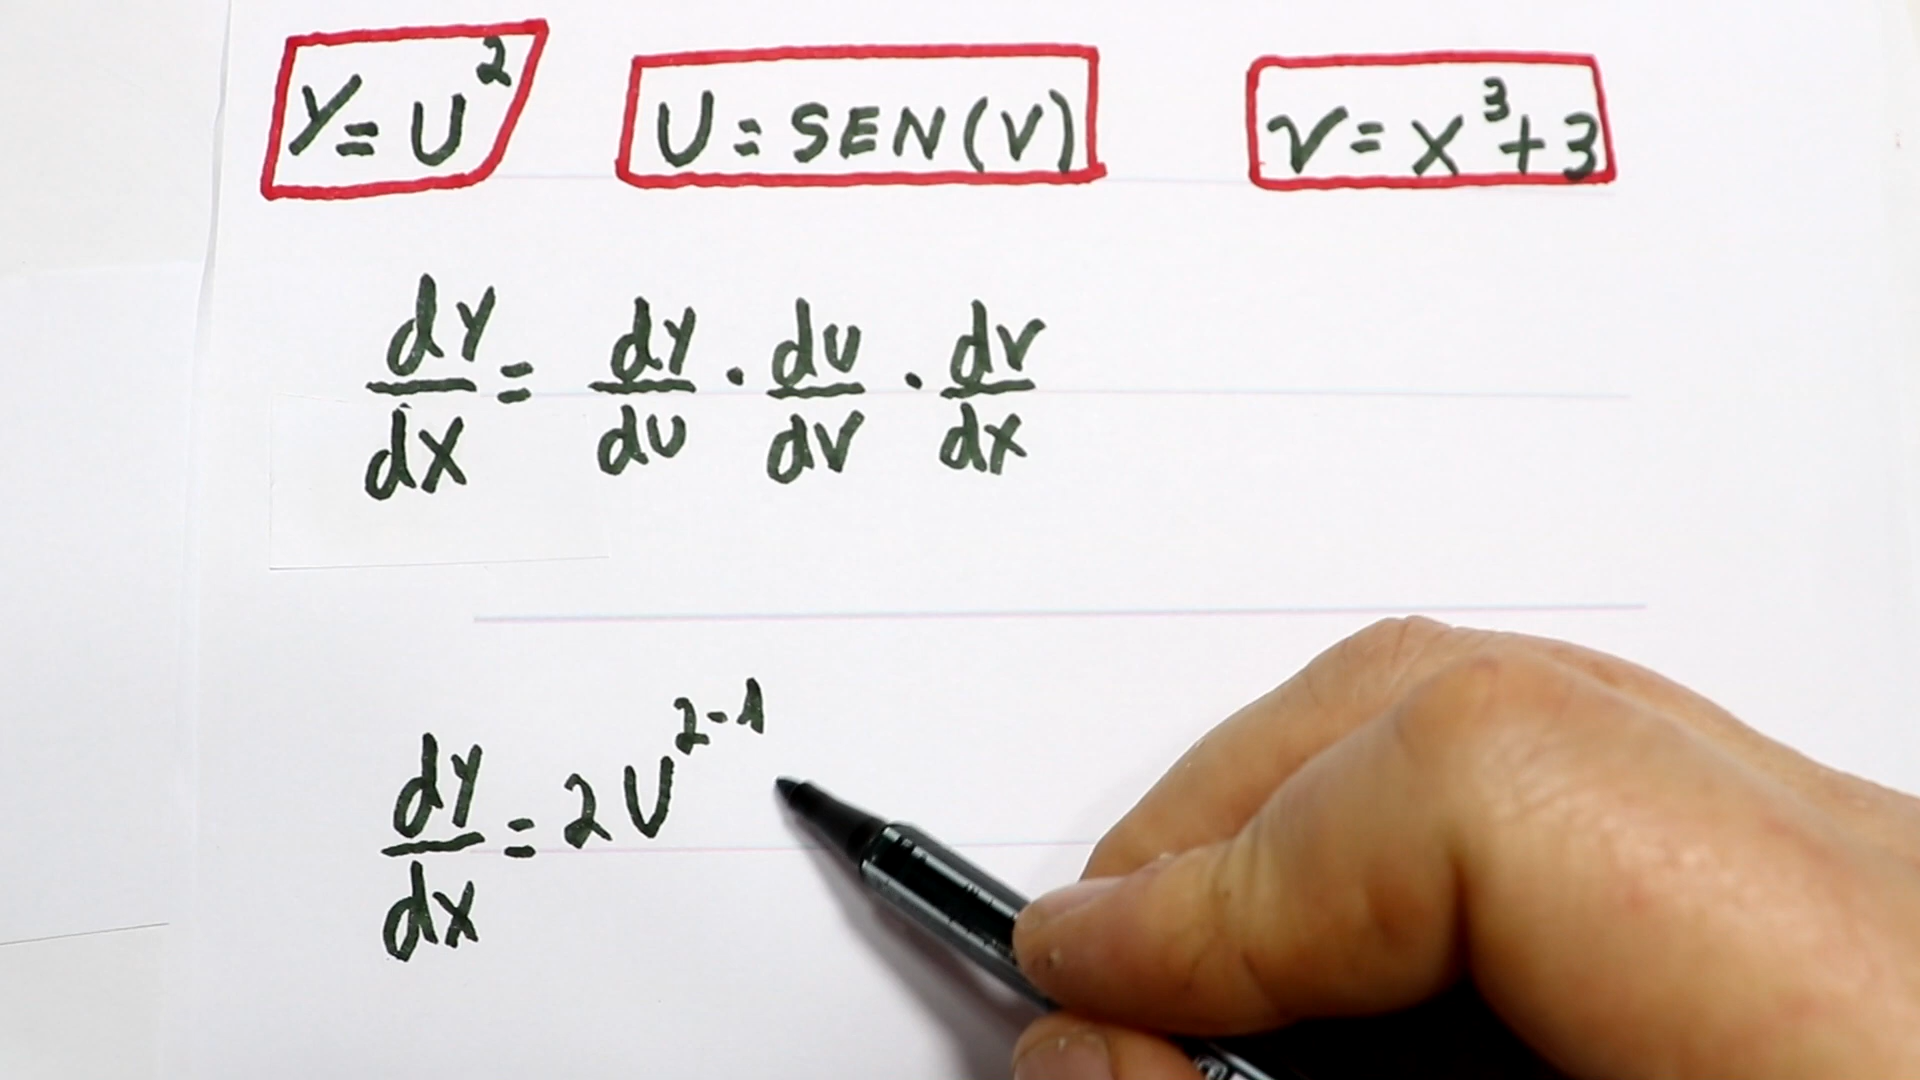 Y = U² U = SEN(V) V = X³ + 3
dY/dX = dY/dU · dU/dV · dV/dX
dY/dX = 2U²⁻¹